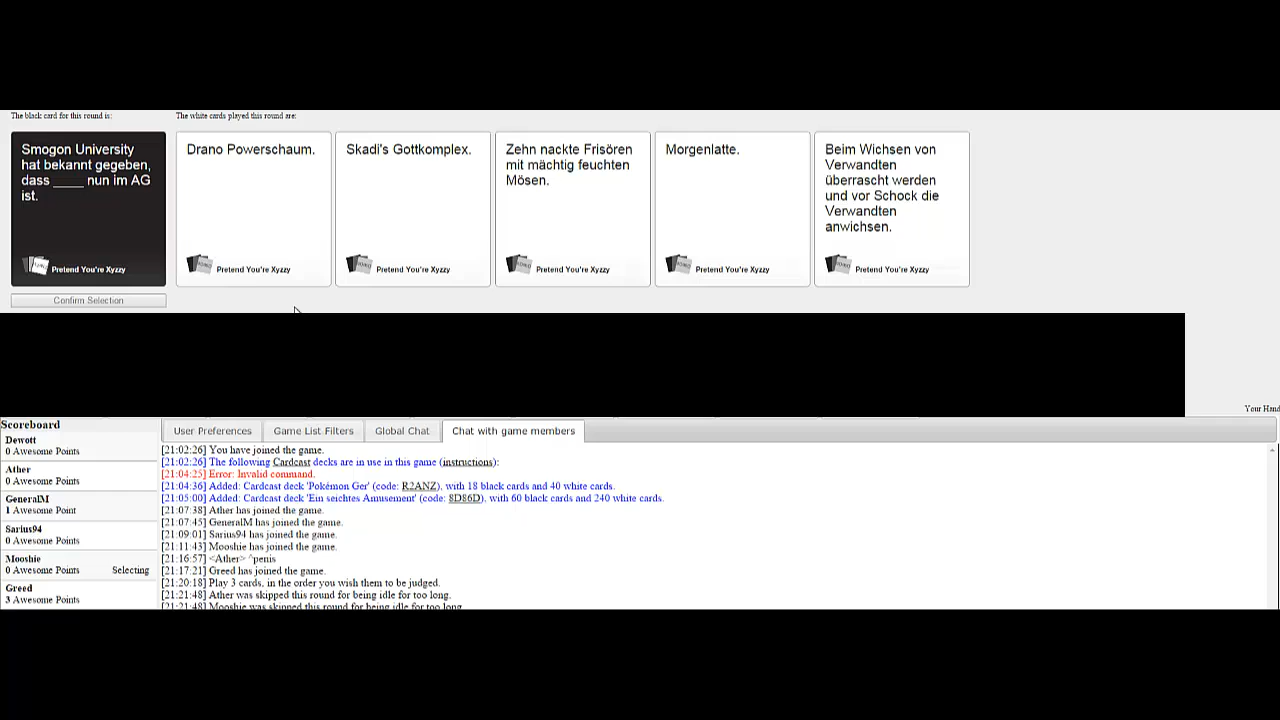 The black card for this round is:
The white cards played this round are:
Smogon University
hat bekannt gegeben,
dass ____ nun im AG
ist.
Pretend You're Xyzzy
Drano Powerschaum.
Pretend You're Xyzzy
Skadi's Gottkomplex.
Pretend You're Xyzzy
Zehn nackte Frisören
mit mächtig feuchten
Mösen.
Pretend You're Xyzzy
Morgenlatte.
Pretend You're Xyzzy
Beim Wichsen von
Verwandten
überrascht werden
und vor Schock die
Verwandten
anwichsen.
Pretend You're Xyzzy
Confirm Selection
Your Hand
Scoreboard
Dewott
0 Awesome Points
Ather
0 Awesome Points
GeneralM
1 Awesome Point
Sarius94
0 Awesome Points
Mooshie
0 Awesome Points Selecting
Greed
3 Awesome Points
User Preferences Game List Filters Global Chat Chat with game members
[21:02:26] You have joined the game.
[21:02:26] The following Cardcast decks are in use in this game (instructions):
[21:04:25] Error: Invalid command.
[21:04:36] Added: Cardcast deck 'Pokémon Ger' (code: R2ANZ), with 18 black cards and 40 white cards.
[21:05:00] Added: Cardcast deck 'Ein seichtes Amusement' (code: 8D86D), with 60 black cards and 240 white cards.
[21:07:38] Ather has joined the game.
[21:07:45] GeneralM has joined the game.
[21:09:01] Sarius94 has joined the game.
[21:11:43] Mooshie has joined the game.
[21:16:57] <Ather> ^penis
[21:17:21] Greed has joined the game.
[21:20:18] Play 3 cards, in the order you wish them to be judged.
[21:21:48] Ather was skipped this round for being idle for too long.
[21:21:48] Mooshie was skipped this round for being idle for too long.